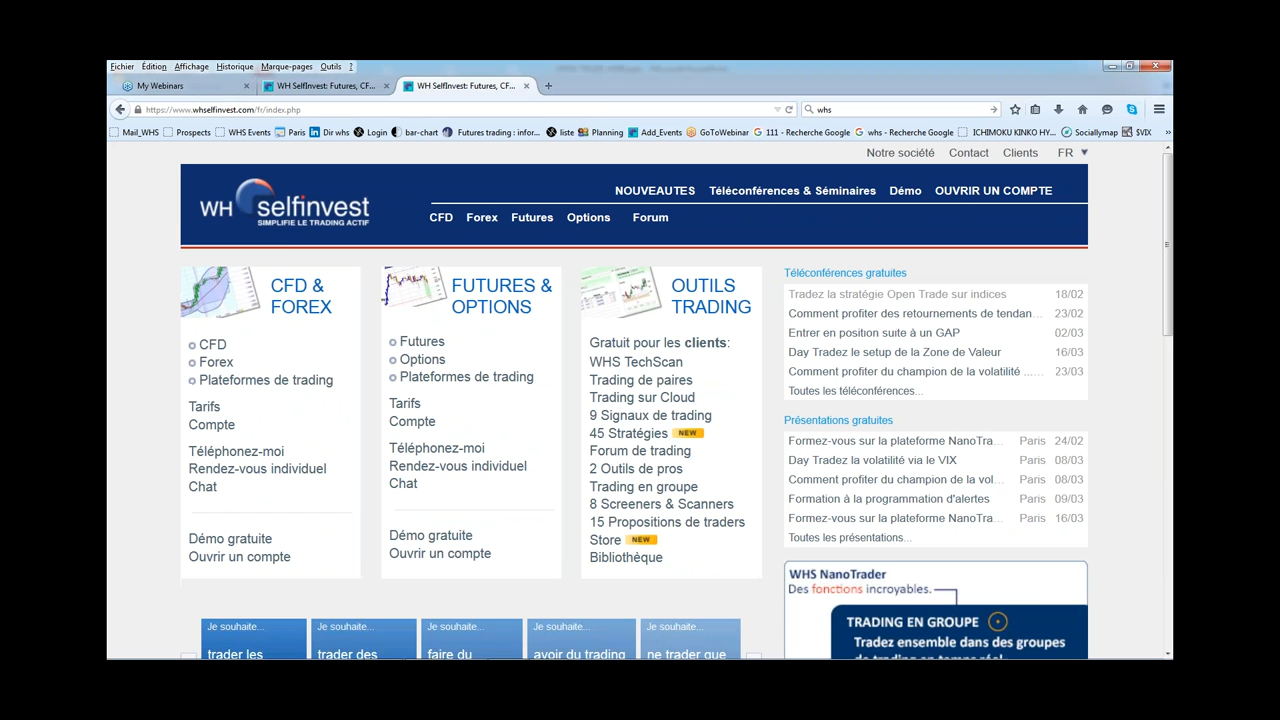 Fichier Édition Affichage Historique Marque-pages Outils ?
My Webinars × WH SelfInvest: Futures, CF... × WH SelfInvest: Futures, CF... × +
https://www.whselfinvest.com/fr/index.php whs
Mail_WHS Prospects WHS Events Paris Dir whs Login bar-chart Futures trading : infor... liste Planning Add_Events GoToWebinar 111 - Recherche Google whs - Recherche Google ICHIMOKU KINKO HY... Sociallymap $VIX »
Notre société Contact Clients FR
WH selfinvest
SIMPLIFIE LE TRADING ACTIF
NOUVEAUTES Téléconférences & Séminaires Démo OUVRIR UN COMPTE
CFD Forex Futures Options Forum
CFD &
FOREX
CFD
Forex
Plateformes de trading
Tarifs
Compte
Téléphonez-moi
Rendez-vous individuel
Chat
Démo gratuite
Ouvrir un compte
FUTURES &
OPTIONS
Futures
Options
Plateformes de trading
Tarifs
Compte
Téléphonez-moi
Rendez-vous individuel
Chat
Démo gratuite
Ouvrir un compte
OUTILS
TRADING
Gratuit pour les clients:
WHS TechScan
Trading de paires
Trading sur Cloud
9 Signaux de trading
45 Stratégies NEW
Forum de trading
2 Outils de pros
Trading en groupe
8 Screeners & Scanners
15 Propositions de traders
Store NEW
Bibliothèque
Téléconférences gratuites
Tradez la stratégie Open Trade sur indices 18/02
Comment profiter des retournements de tendan... 23/02
Entrer en position suite à un GAP 02/03
Day Tradez le setup de la Zone de Valeur 16/03
Comment profiter du champion de la volatilité ...... 23/03
Toutes les téléconférences...
Présentations gratuites
Formez-vous sur la plateforme NanoTra... Paris 24/02
Day Tradez la volatilité via le VIX Paris 08/03
Comment profiter du champion de la vol... Paris 08/03
Formation à la programmation d'alertes Paris 09/03
Formez-vous sur la plateforme NanoTra... Paris 16/03
Toutes les présentations...
WHS NanoTrader
Des fonctions incroyables.
TRADING EN GROUPE
Tradez ensemble dans des groupes
de trading en temps réel
Je souhaite...
trader les
Je souhaite...
trader des
Je souhaite...
faire du
Je souhaite...
avoir du trading
Je souhaite...
ne trader que